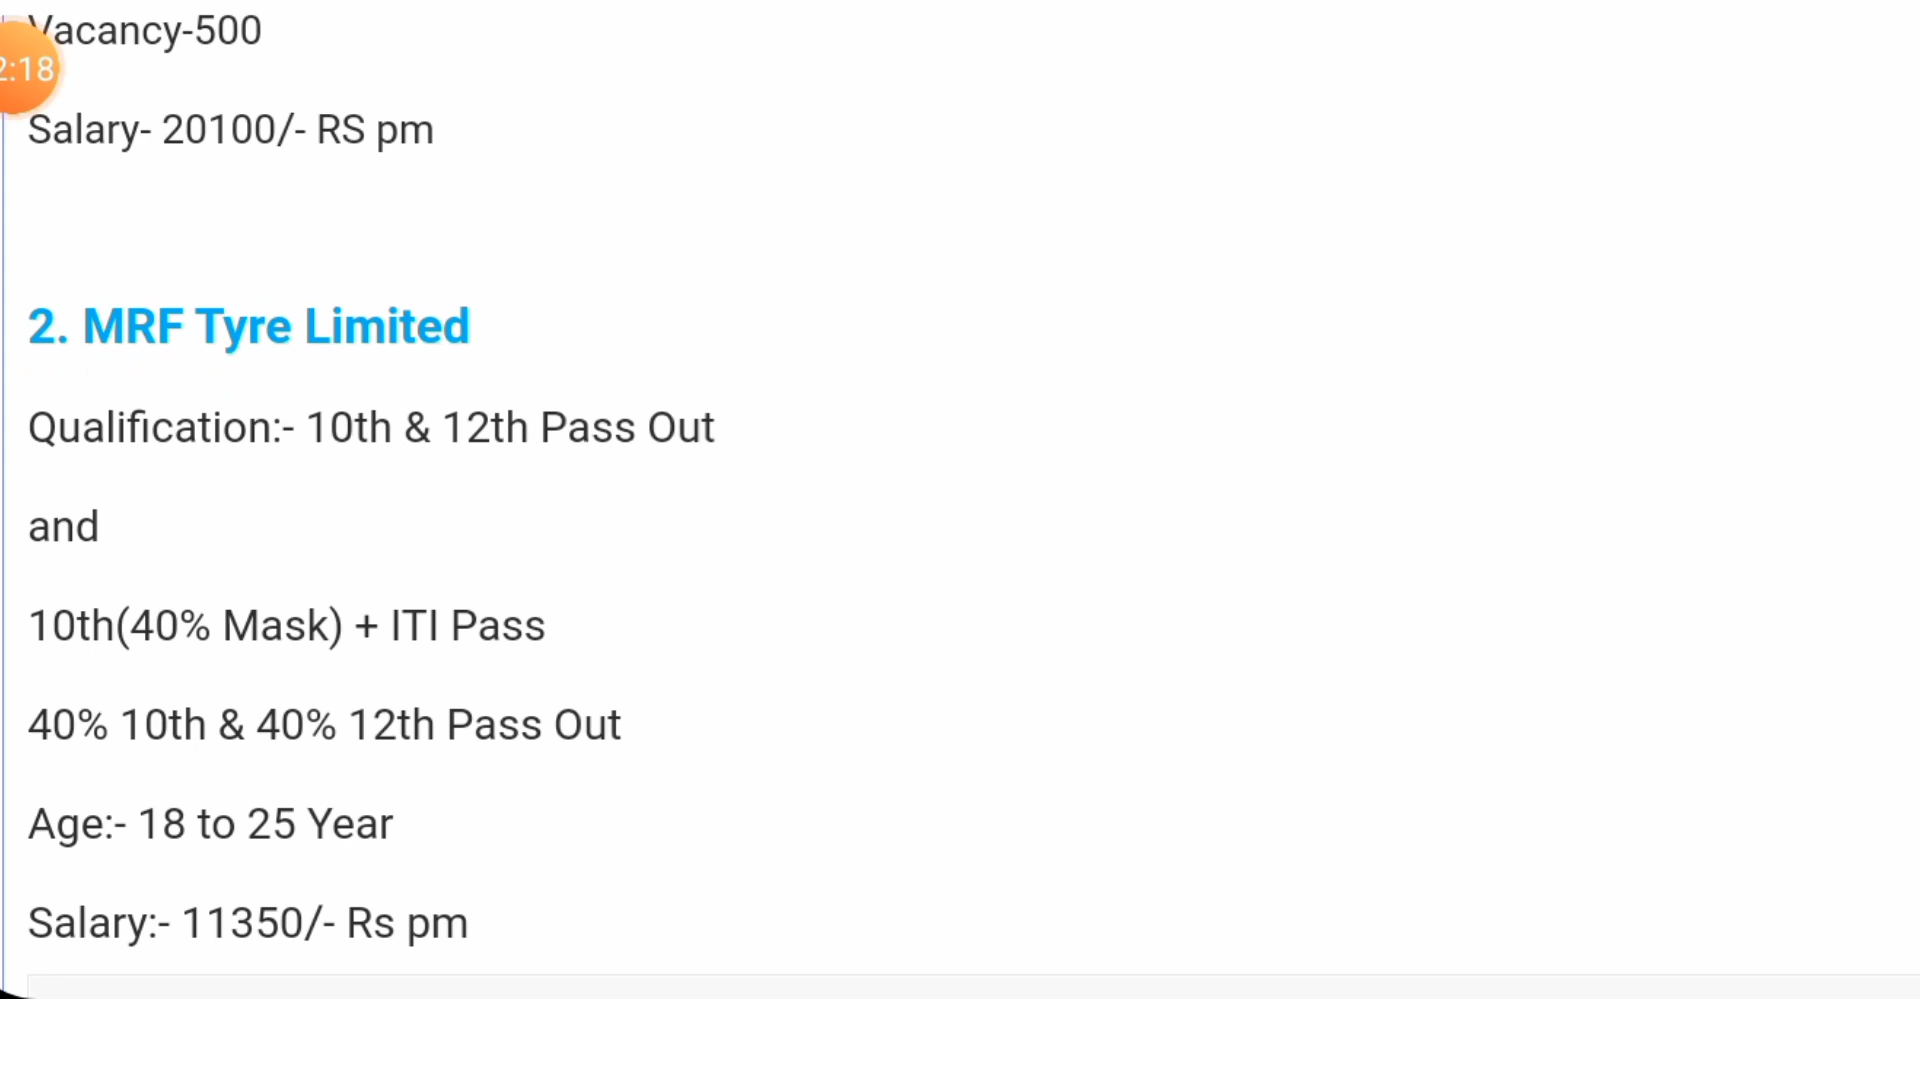 Vacancy-500
2:18
Salary- 20100/- RS pm
2. MRF Tyre Limited
Qualification:- 10th & 12th Pass Out
and
10th(40% Mask) + ITI Pass
40% 10th & 40% 12th Pass Out
Age:- 18 to 25 Year
Salary:- 11350/- Rs pm